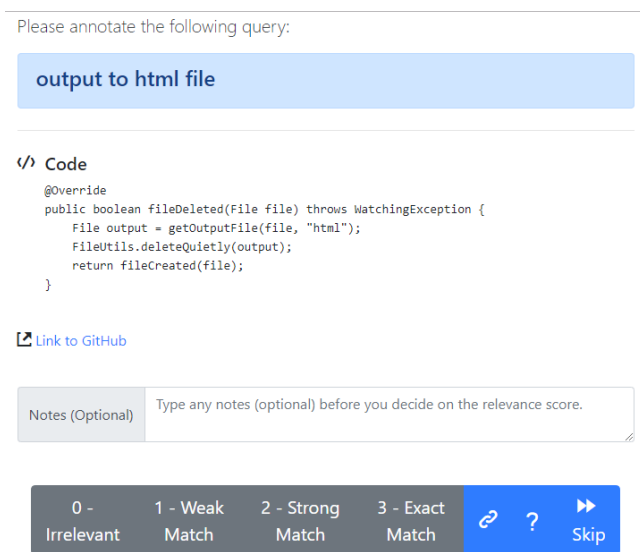 Please annotate the following query:
output to html file
</> Code
@Override
public boolean fileDeleted(File file) throws WatchingException {
    File output = getOutputFile(file, "html");
    FileUtils.deleteQuietly(output);
    return fileCreated(file);
}
Link to GitHub
Notes (Optional)
Type any notes (optional) before you decide on the relevance score.
0 - Irrelevant
1 - Weak Match
2 - Strong Match
3 - Exact Match
?
Skip